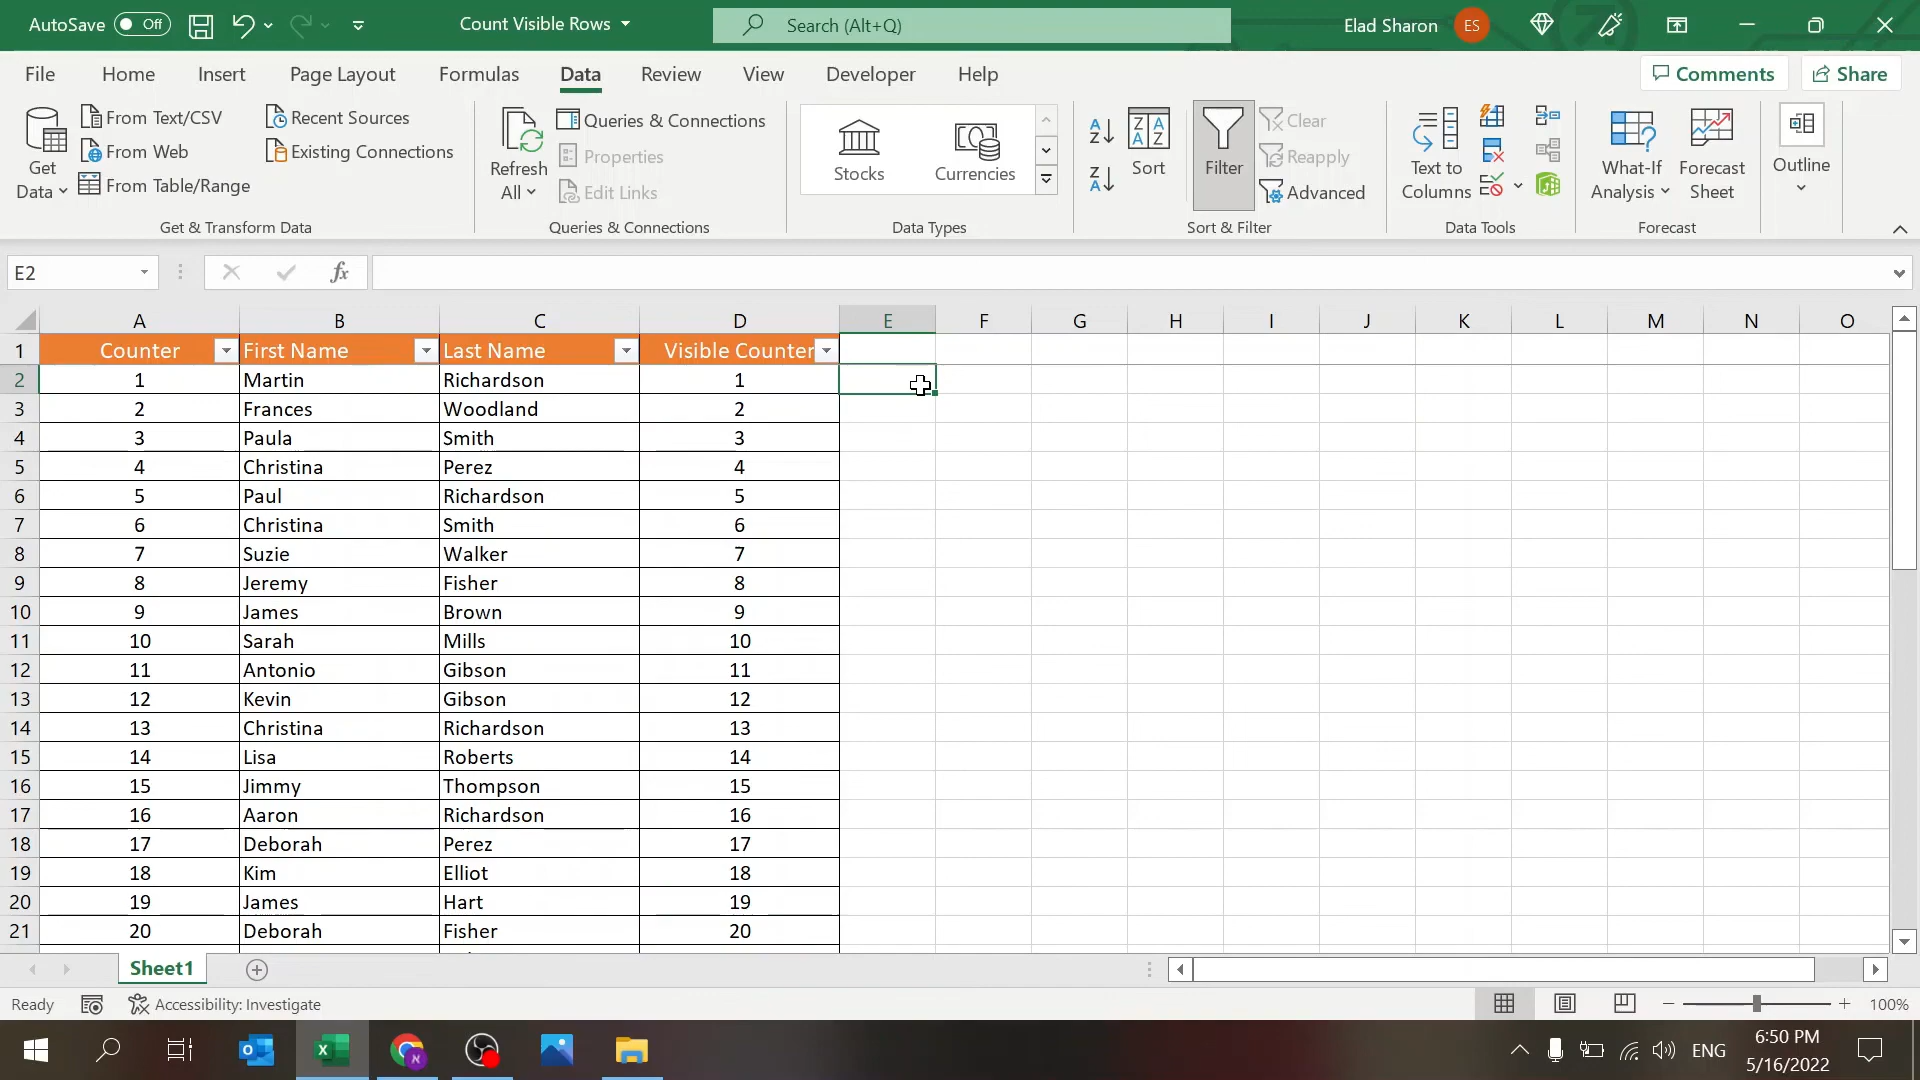 AutoSave Off Count Visible Rows Search (Alt+Q) Elad Sharon ES
File Home Insert Page Layout Formulas Data Review View Developer Help Comments Share
Get Data
From Text/CSV
From Web
From Table/Range
Recent Sources
Existing Connections
Get & Transform Data
Refresh All
Queries & Connections
Properties
Edit Links
Queries & Connections
Stocks Currencies
Data Types
Sort
Filter
Clear
Reapply
Advanced
Sort & Filter
Text to Columns
Data Tools
What-If Analysis
Forecast Sheet
Forecast
Outline
E2 fx
A B C D E F G H I J K L M N O
1 Counter First Name Last Name Visible Counter
2 1 Martin Richardson 1
3 2 Frances Woodland 2
4 3 Paula Smith 3
5 4 Christina Perez 4
6 5 Paul Richardson 5
7 6 Christina Smith 6
8 7 Suzie Walker 7
9 8 Jeremy Fisher 8
10 9 James Brown 9
11 10 Sarah Mills 10
12 11 Antonio Gibson 11
13 12 Kevin Gibson 12
14 13 Christina Richardson 13
15 14 Lisa Roberts 14
16 15 Jimmy Thompson 15
17 16 Aaron Richardson 16
18 17 Deborah Perez 17
19 18 Kim Elliot 18
20 19 James Hart 19
21 20 Deborah Fisher 20
Sheet1
Ready Accessibility: Investigate 100%
ENG 6:50 PM
5/16/2022